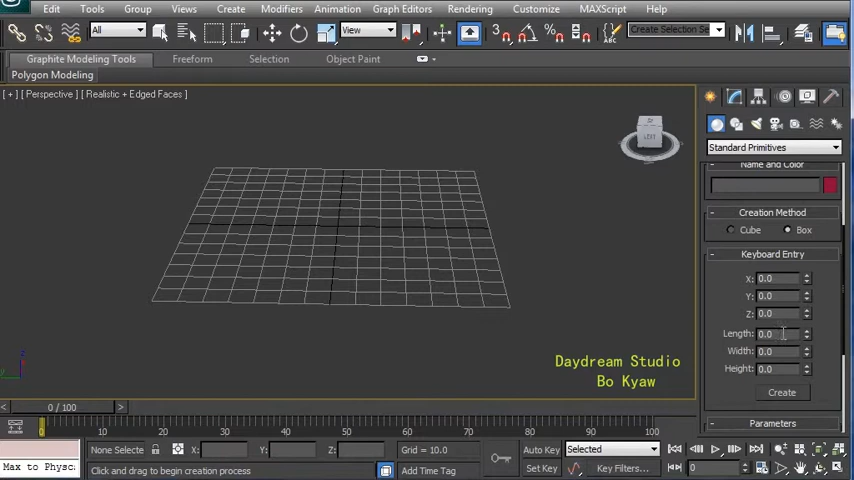 Edit Tools Group Views Create Modifiers Animation Graph Editors Rendering Customize MAXScript Help
All View 3 Create Selection Set
Graphite Modeling Tools Freeform Selection Object Paint
Polygon Modeling
[ + ] [ Perspective ] [ Realistic + Edged Faces ]
LEFT
Standard Primitives
- Name and Color
- Creation Method
Cube Box
- Keyboard Entry
X: 0.0
Y: 0.0
Z: 0.0
Length: 0.0
Width: 0.0
Height: 0.0
Create
- Parameters
Daydream Studio
Bo Kyaw
z
y
< 0 / 100 >
0 10 20 30 40 50 60 70 80 90 100
None Selecte X: Y: Z: Grid = 10.0 Auto Key Selected
Max to Physc Click and drag to begin creation process Add Time Tag Set Key Key Filters... 0